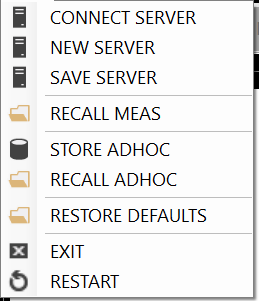 CONNECT SERVER
NEW SERVER
SAVE SERVER
RECALL MEAS
STORE ADHOC
RECALL ADHOC
RESTORE DEFAULTS
EXIT
RESTART